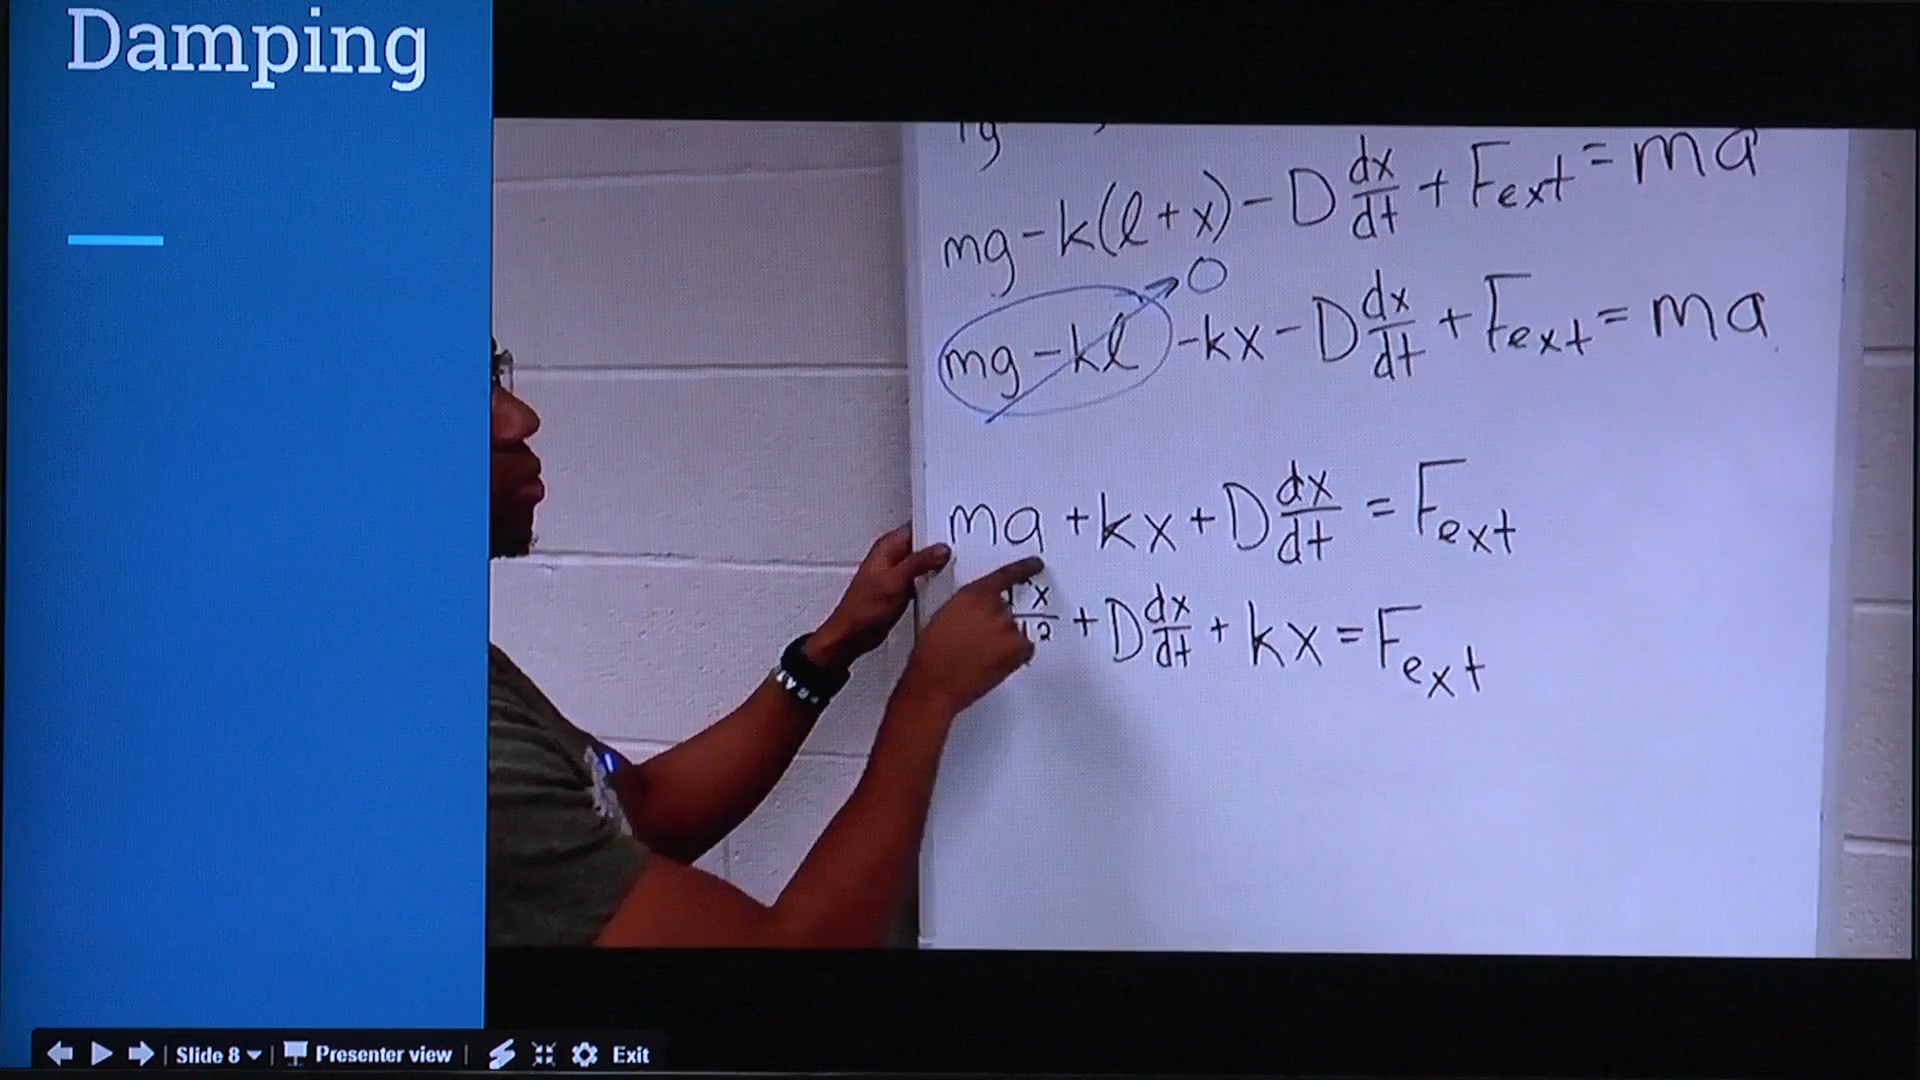 Damping
mg-k(l+x)-D dx/dt + Fext = ma
mg-kl → 0 -kx-D dx/dt + Fext = ma
ma+kx+D dx/dt = Fext
+D dx/dt + kx = Fext
Slide 8 | Presenter view | Exit